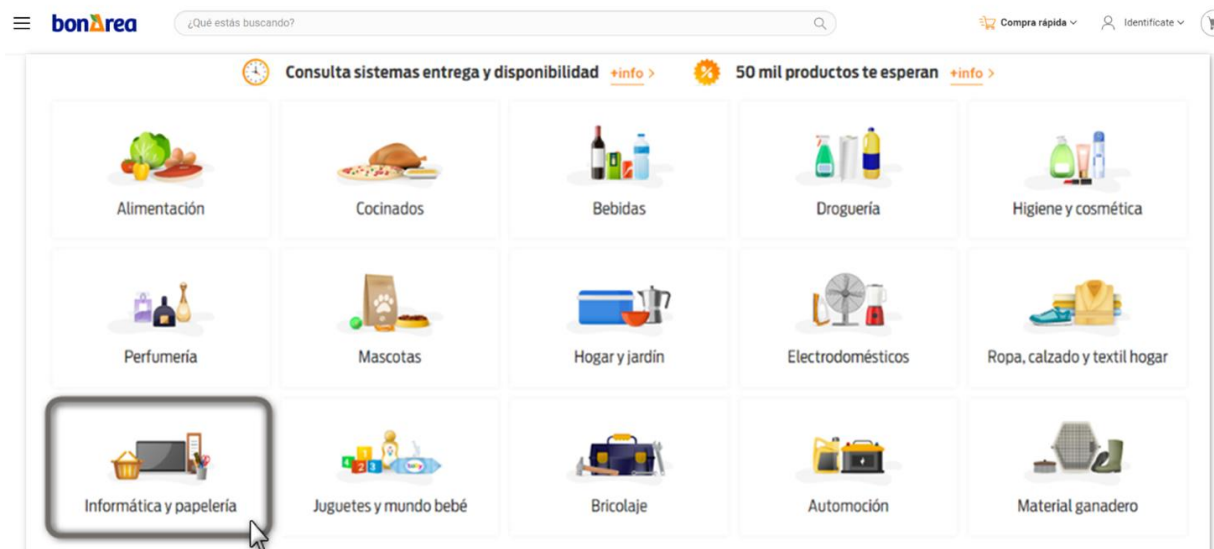 bonÀrea
¿Qué estás buscando?
Compra rápida
Identifícate
Consulta sistemas entrega y disponibilidad +info >
50 mil productos te esperan +info >
Alimentación
Cocinados
Bebidas
Droguería
Higiene y cosmética
Perfumería
Mascotas
Hogar y jardín
Electrodomésticos
Ropa, calzado y textil hogar
Informática y papelería
Juguetes y mundo bebé
Bricolaje
Automoción
Material ganadero